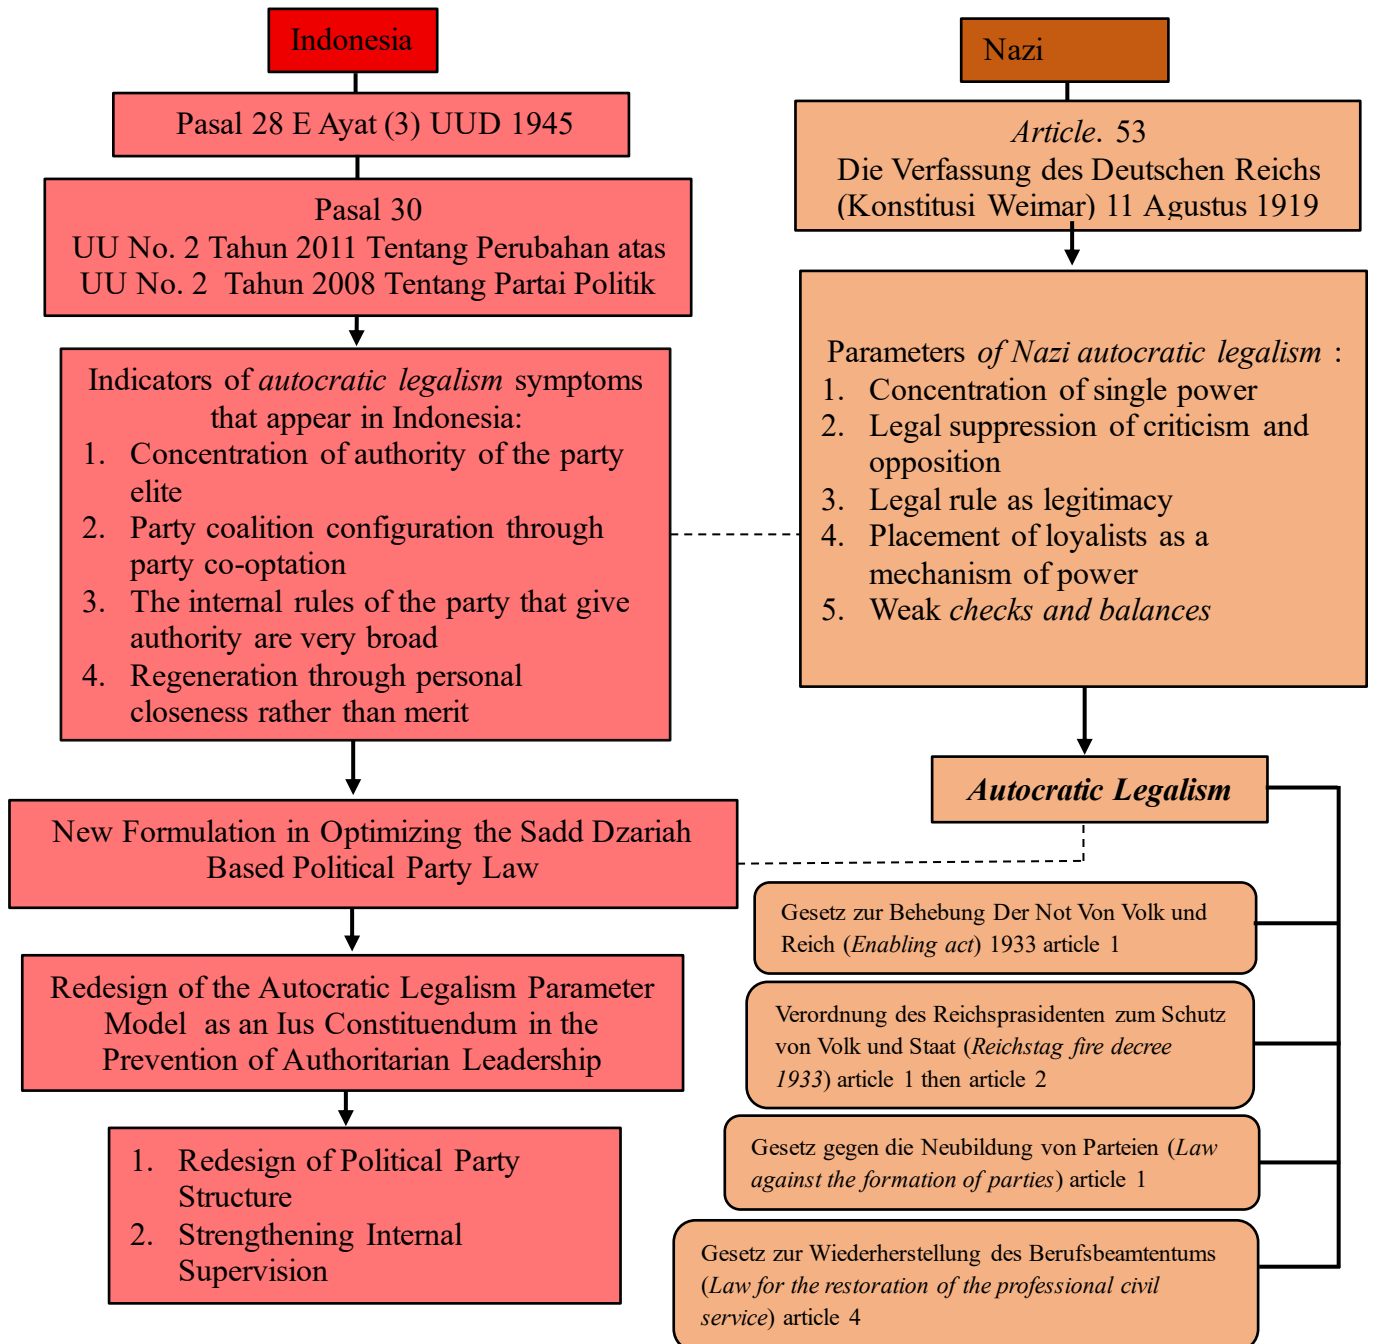 Indonesia
Pasal 28 E Ayat (3) UUD 1945
Pasal 30
UU No. 2 Tahun 2011 Tentang Perubahan atas
UU No. 2 Tahun 2008 Tentang Partai Politik
Indicators of autocratic legalism symptoms
that appear in Indonesia:
1. Concentration of authority of the party
elite
2. Party coalition configuration through
party co-optation
3. The internal rules of the party that give
authority are very broad
4. Regeneration through personal
closeness rather than merit
New Formulation in Optimizing the Sadd Dzariah
Based Political Party Law
Redesign of the Autocratic Legalism Parameter
Model as an Ius Constituendum in the
Prevention of Authoritarian Leadership
1. Redesign of Political Party
Structure
2. Strengthening Internal
Supervision
Nazi
Article. 53
Die Verfassung des Deutschen Reichs
(Konstitusi Weimar) 11 Agustus 1919
Parameters of Nazi autocratic legalism :
1. Concentration of single power
2. Legal suppression of criticism and
opposition
3. Legal rule as legitimacy
4. Placement of loyalists as a
mechanism of power
5. Weak checks and balances
Autocratic Legalism
Gesetz zur Behebung Der Not Von Volk und
Reich (Enabling act) 1933 article 1
Verordnung des Reichsprasidenten zum Schutz
von Volk und Staat (Reichstag fire decree
1933) article 1 then article 2
Gesetz gegen die Neubildung von Parteien (Law
against the formation of parties) article 1
Gesetz zur Wiederherstellung des Berufsbeamtentums
(Law for the restoration of the professional civil
service) article 4